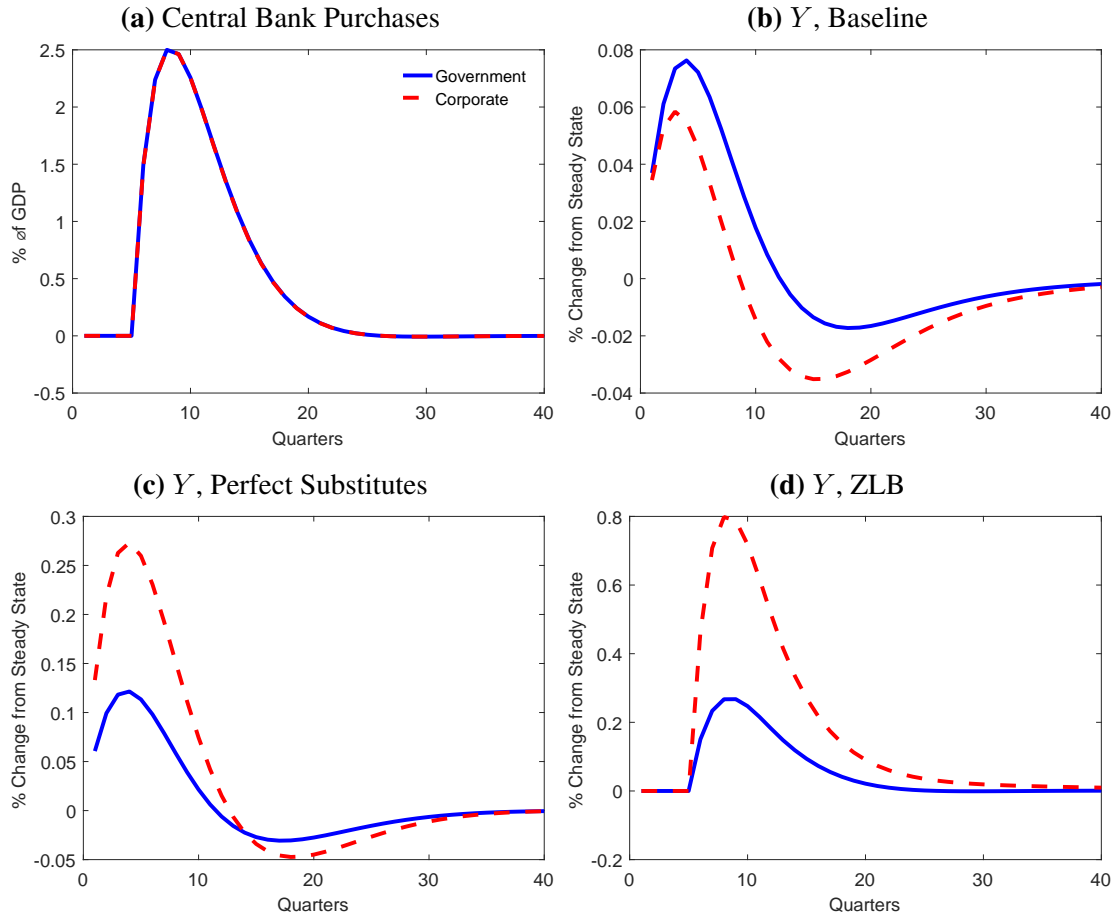 (a) Central Bank Purchases
2.5
2
1.5
1
0.5
0
-0.5
% øf GDP
Government
Corporate
0 10 20 30 40
Quarters
(b) Y, Baseline
0.08
0.06
0.04
0.02
0
-0.02
-0.04
% Change from Steady State
0 10 20 30 40
Quarters
(c) Y, Perfect Substitutes
0.3
0.25
0.2
0.15
0.1
0.05
0
-0.05
% Change from Steady State
0 10 20 30 40
Quarters
(d) Y, ZLB
0.8
0.6
0.4
0.2
0
-0.2
% Change from Steady State
0 10 20 30 40
Quarters